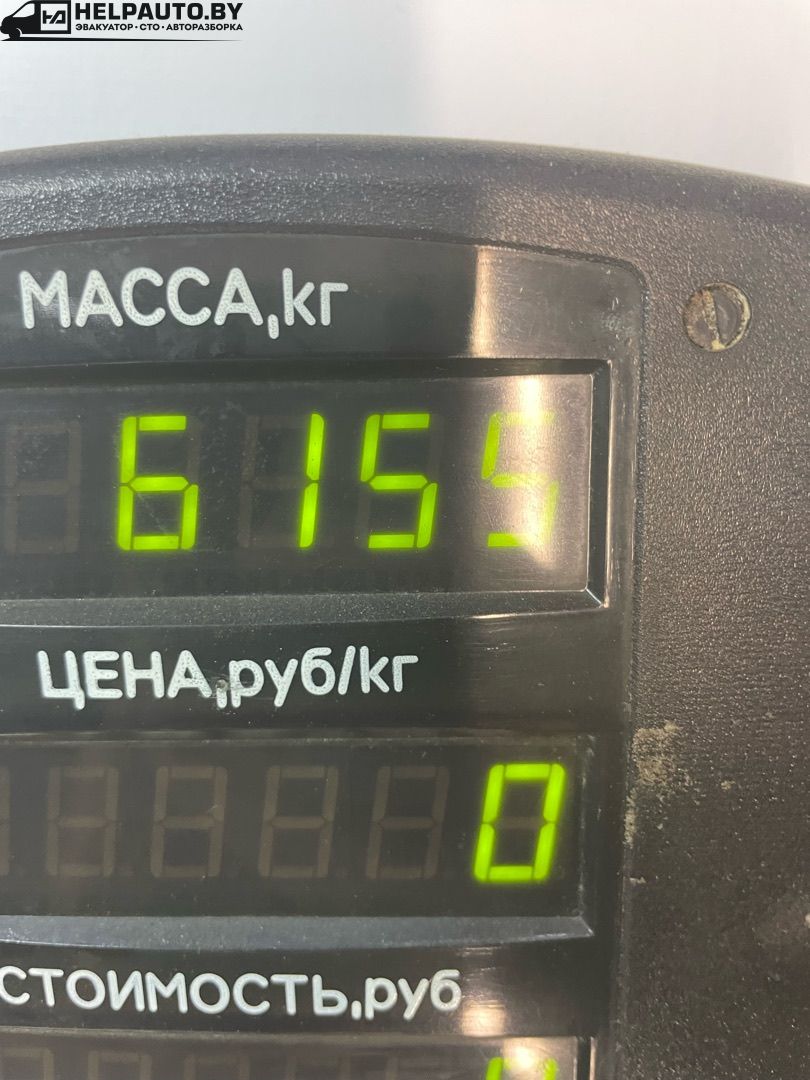 HELPAUTO.BY
ЭВАКУАТОР • СТО • АВТОРАЗБОРКА
МАССА,кг
6155
ЦЕНА,руб/кг
0
СТОИМОСТЬ,руб